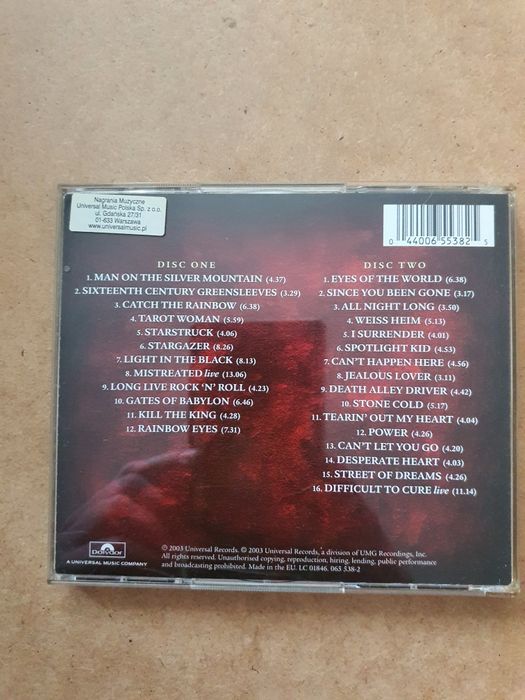 Nagrania Muzyczne
Universal Music Polska Sp. z o.o.
ul. Gdańska 27/31
01-633 Warszawa
www.universalmusic.pl
0 44006 55382 5
DISC ONE
1. MAN ON THE SILVER MOUNTAIN (4.37)
2. SIXTEENTH CENTURY GREENSLEEVES (3.29)
3. CATCH THE RAINBOW (6.38)
4. TAROT WOMAN (5.59)
5. STARSTRUCK (4.06)
6. STARGAZER (8.26)
7. LIGHT IN THE BLACK (8.13)
8. MISTREATED live (13.06)
9. LONG LIVE ROCK 'N' ROLL (4.23)
10. GATES OF BABYLON (6.46)
11. KILL THE KING (4.28)
12. RAINBOW EYES (7.31)
DISC TWO
1. EYES OF THE WORLD (6.38)
2. SINCE YOU BEEN GONE (3.17)
3. ALL NIGHT LONG (3.50)
4. WEISS HEIM (5.13)
5. I SURRENDER (4.01)
6. SPOTLIGHT KID (4.53)
7. CAN'T HAPPEN HERE (4.56)
8. JEALOUS LOVER (3.11)
9. DEATH ALLEY DRIVER (4.42)
10. STONE COLD (5.17)
11. TEARIN' OUT MY HEART (4.04)
12. POWER (4.26)
13. CAN'T LET YOU GO (4.20)
14. DESPERATE HEART (4.03)
15. STREET OF DREAMS (4.26)
16. DIFFICULT TO CURE live (11.14)
Polydor
A UNIVERSAL MUSIC COMPANY
℗ 2003 Universal Records. © 2003 Universal Records, a division of UMG Recordings, Inc.
All rights reserved. Unauthorised copying, reproduction, hiring, lending, public performance
and broadcasting prohibited. Made in the EU. LC 01846. 065 538-2